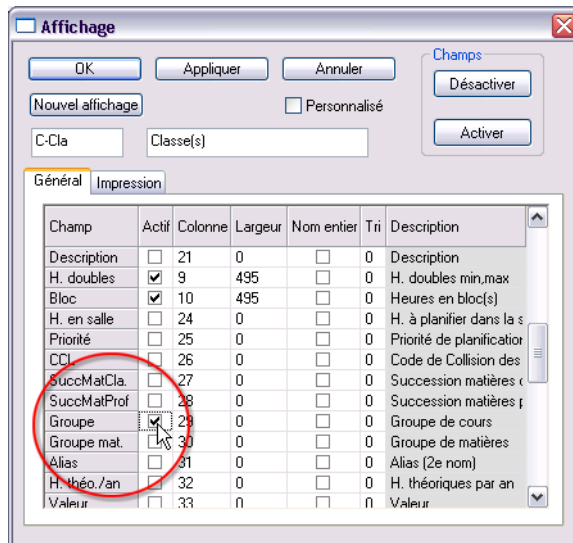 Affichage
OK Appliquer Annuler
Champs
Désactiver
Nouvel affichage Personnalisé
Activer
C-Cla Classe(s)
Général Impression
Champ Actif Colonne Largeur Nom entier Tri Description
Description 21 0 0 Description
H. doubles 9 495 0 H. doubles min,max
Bloc 10 495 0 Heures en bloc(s)
H. en salle 24 0 0 H. à planifier dans la s
Priorité 25 0 0 Priorité de planification
CCL 26 0 0 Code de Collision des
SuccMatCla. 27 0 0 Succession matières
SuccMatProf 28 0 0 Succession matières
Groupe 29 0 0 Groupe de cours
Groupe mat. 30 0 0 Groupe de matières
Alias 31 0 0 Alias (2e nom)
H. théo./an 32 0 0 H. théoriques par an
Valeur 33 0 0 Valeur